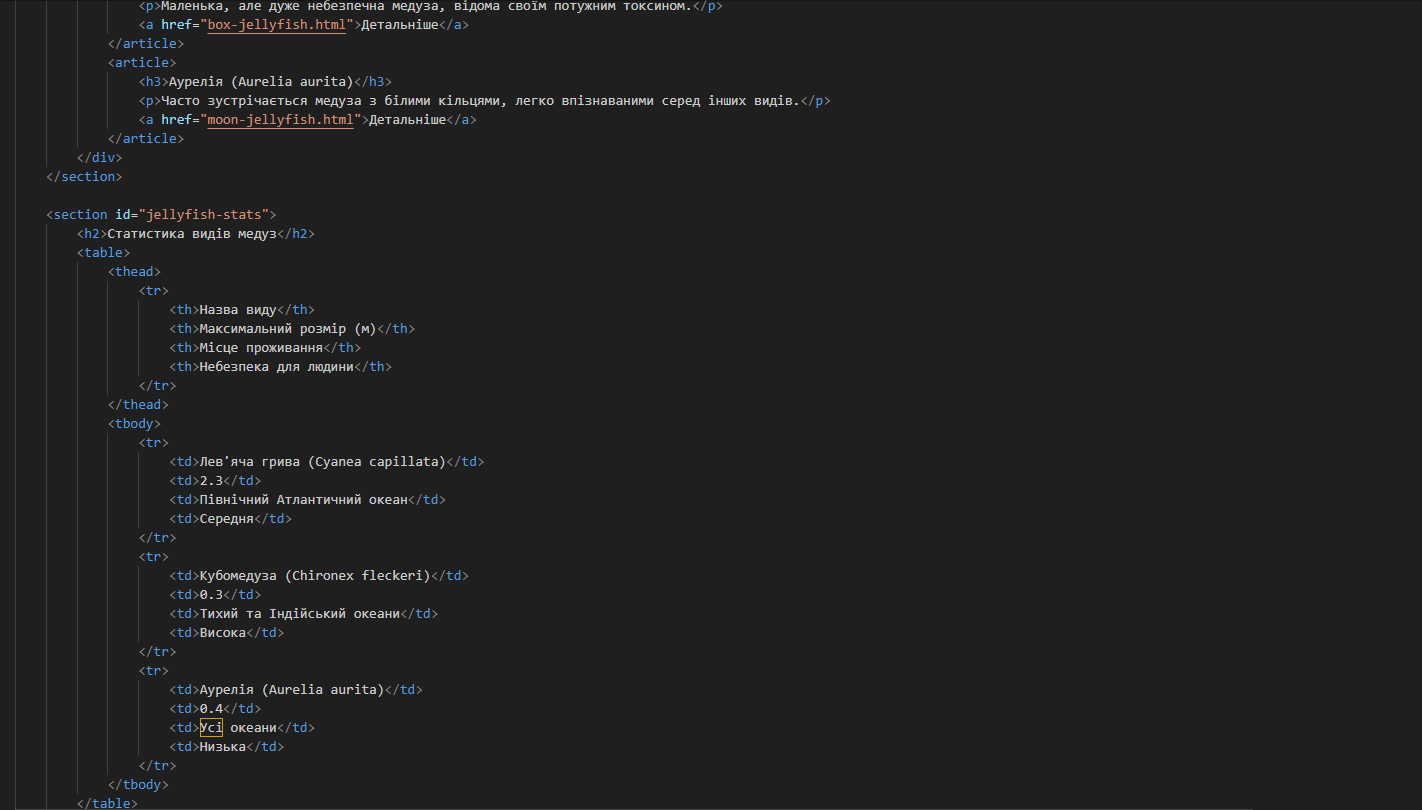 <p>Маленька, але дуже небезпечна медуза, відома своїм потужним токсином.</p>
<a href="box-jellyfish.html">Детальніше</a>
</article>
<article>
<h3>Аурелія (Aurelia aurita)</h3>
<p>Часто зустрічається медуза з білими кільцями, легко впізнаваними серед інших видів.</p>
<a href="moon-jellyfish.html">Детальніше</a>
</article>
</div>
</section>
<section id="jellyfish-stats">
<h2>Статистика видів медуз</h2>
<table>
<thead>
<tr>
<th>Назва виду</th>
<th>Максимальний розмір (м)</th>
<th>Місце проживання</th>
<th>Небезпека для людини</th>
</tr>
</thead>
<tbody>
<tr>
<td>Лев'яча грива (Cyanea capillata)</td>
<td>2.3</td>
<td>Північний Атлантичний океан</td>
<td>Середня</td>
</tr>
<tr>
<td>Кубомедуза (Chironex fleckeri)</td>
<td>0.3</td>
<td>Тихий та Індійський океани</td>
<td>Висока</td>
</tr>
<tr>
<td>Аурелія (Aurelia aurita)</td>
<td>0.4</td>
<td>Усі океани</td>
<td>Низька</td>
</tr>
</tbody>
</table>